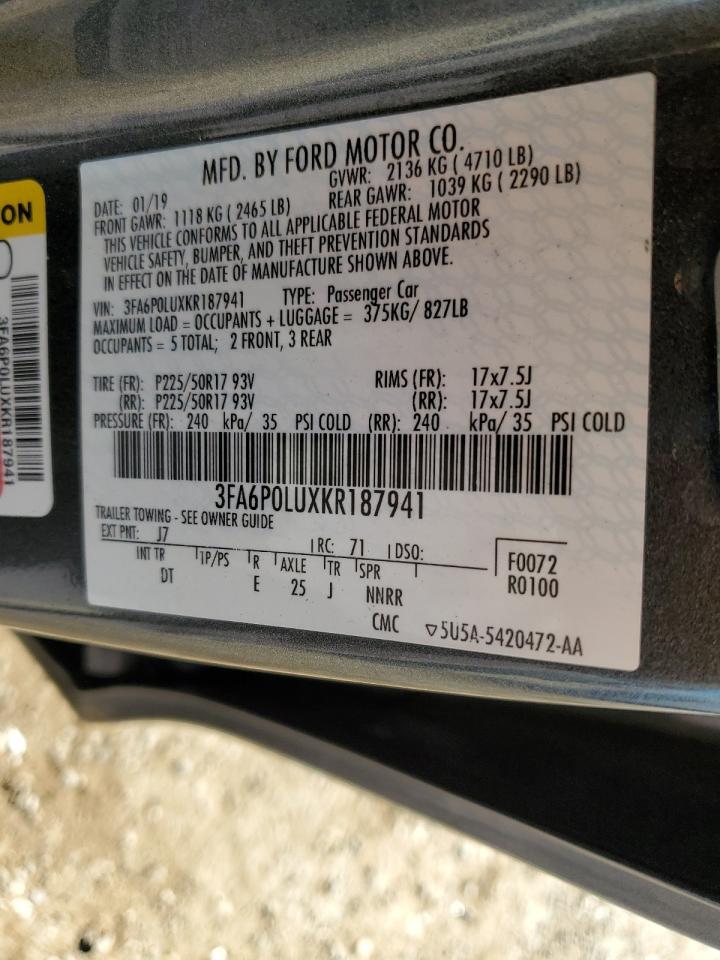 MFD. BY FORD MOTOR CO.
DATE: 01/19 GVWR: 2136 KG ( 4710 LB)
FRONT GAWR: 1118 KG ( 2465 LB) REAR GAWR: 1039 KG ( 2290 LB)
THIS VEHICLE CONFORMS TO ALL APPLICABLE FEDERAL MOTOR
VEHICLE SAFETY, BUMPER, AND THEFT PREVENTION STANDARDS
IN EFFECT ON THE DATE OF MANUFACTURE SHOWN ABOVE.
VIN: 3FA6P0LUXKR187941 TYPE: Passenger Car
MAXIMUM LOAD = OCCUPANTS + LUGGAGE = 375KG/ 827LB
OCCUPANTS = 5 TOTAL; 2 FRONT, 3 REAR
TIRE (FR): P225/50R17 93V RIMS (FR): 17x7.5J
(RR): P225/50R17 93V (RR): 17x7.5J
PRESSURE (FR): 240 kPa/ 35 PSI COLD (RR): 240 kPa/ 35 PSI COLD
3FA6P0LUXKR187941
TRAILER TOWING - SEE OWNER GUIDE
EXT PNT: J7 RC: 71 DSO:
INT TR TP/PS R AXLE TR SPR F0072
DT E 25 J NNRR R0100
CMC ▽5U5A-5420472-AA
ON
3FA6P0LUXKR187941